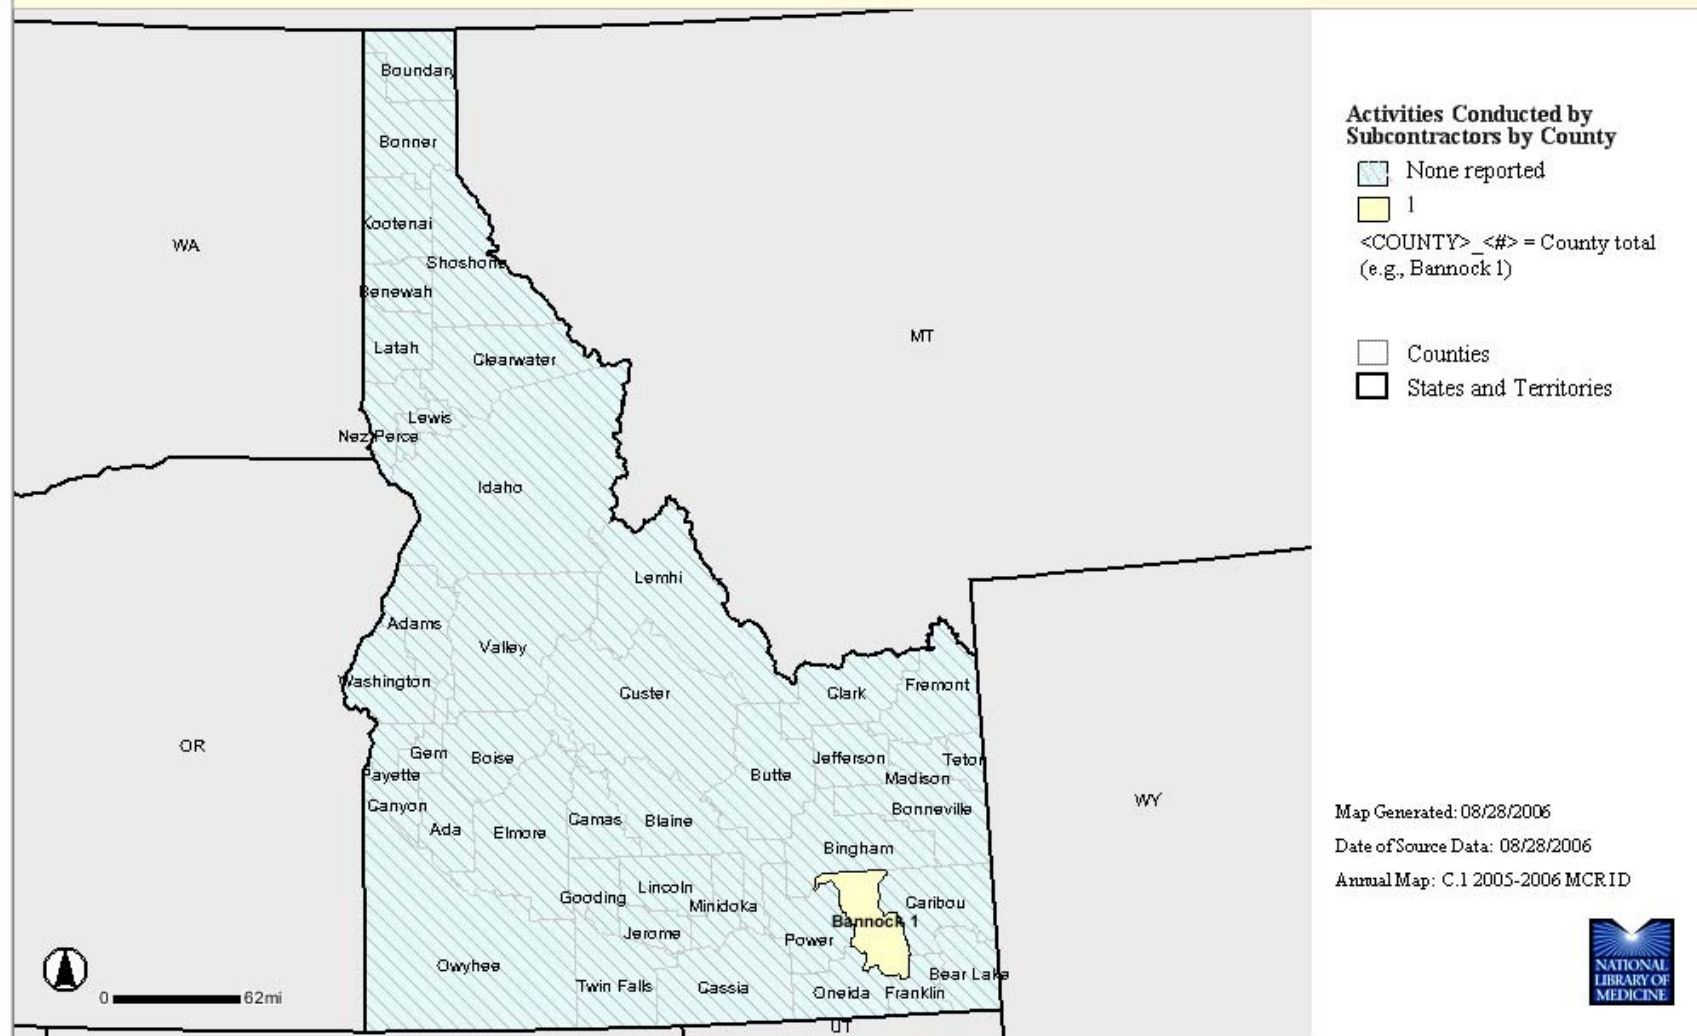 Boundary
Bonner
Kootenai
WA
Shoshone
Benewah
MT
Latah
Clearwater
Lewis
Nez Perce
Idaho
Lemhi
Adams
Valley
Washington
Custer
Clark
Fremont
OR
Gem
Boise
Jefferson
Teton
Payette
Butte
Madison
Canyon
WY
Bonneville
Camas
Blaine
Ada
Elmore
Bingham
Lincoln
Gooding
Minidoka
Caribou
Bannock 1
Jerome
Power
Owyhee
Bear Lake
Twin Falls
Cassia
Oneida
Franklin
0
62mi
UT
Activities Conducted by
Subcontractors by County
None reported
1
<COUNTY>_<#> = County total
(e.g., Bannock 1)
Counties
States and Territories
Map Generated: 08/28/2006
Date of Source Data: 08/28/2006
Annual Map: C.1 2005-2006 MCR ID
NATIONAL
LIBRARY OF
MEDICINE